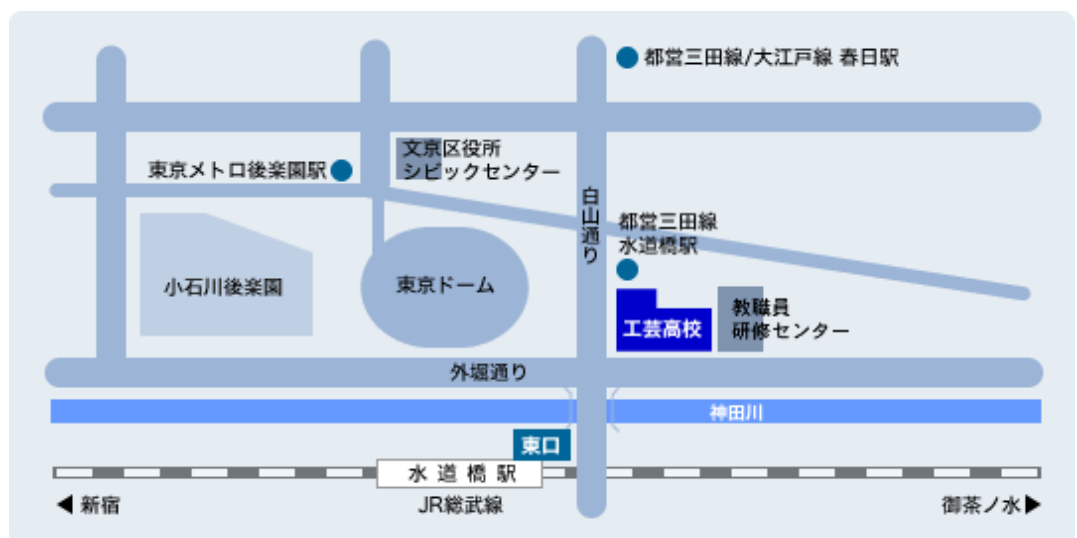 都営三田線/大江戸線 春日駅
文京区役所
シビックセンター
東京メトロ後楽園駅
白山通り
都営三田線
水道橋駅
小石川後楽園
東京ドーム
工芸高校
教職員
研修センター
外堀通り
神田川
東口
水道橋駅
◀ 新宿
JR総武線
御茶ノ水▶